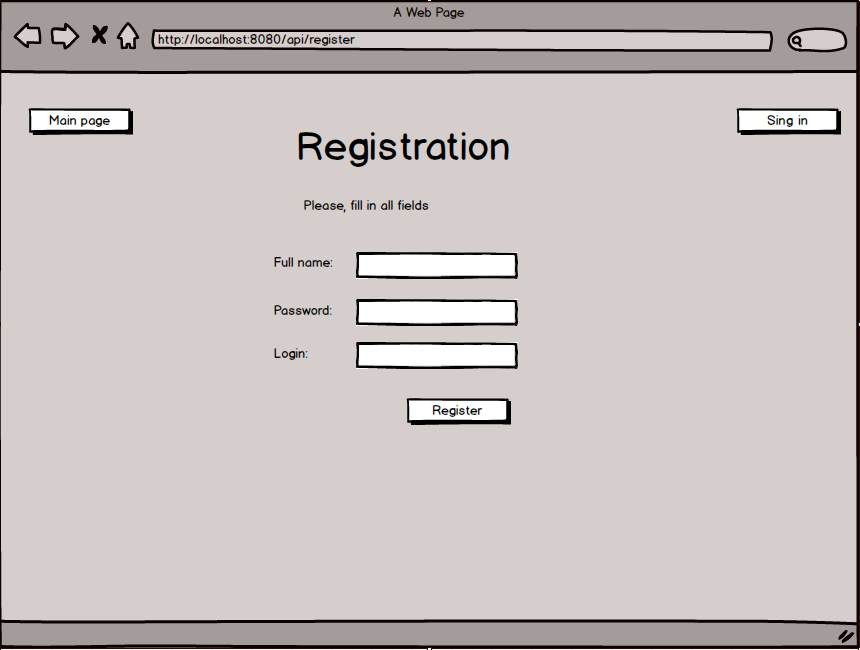 A Web Page
http://localhost:8080/api/register
Main page
Sing in
Registration
Please, fill in all fields
Full name:
Password:
Login:
Register